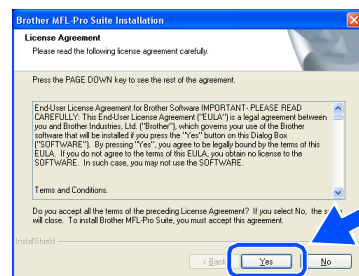 Brother MFL-Pro Suite Installation
License Agreement
Please read the following license agreement carefully.
Press the PAGE DOWN key to see the rest of the agreement.
End-User License Agreement for Brother Software IMPORTANT- PLEASE READ
CAREFULLY: This End-User License Agreement ("EULA") is a legal agreement between
you and Brother Industries, Ltd. ("Brother"), which governs your use of the Brother
software that will be installed if you press the "Yes" button on this Dialog Box
("SOFTWARE"). By pressing "Yes", you agree to be legally bound by the terms of this
EULA. If you do not agree to the terms of this EULA, you obtain no license to the
SOFTWARE. In such case, you may not use the SOFTWARE.
Terms and Conditions.
Do you accept all the terms of the preceding License Agreement? If you select No, the
will close. To install Brother MFL-Pro Suite, you must accept this agreement.
InstallShield
< Back
Yes
No